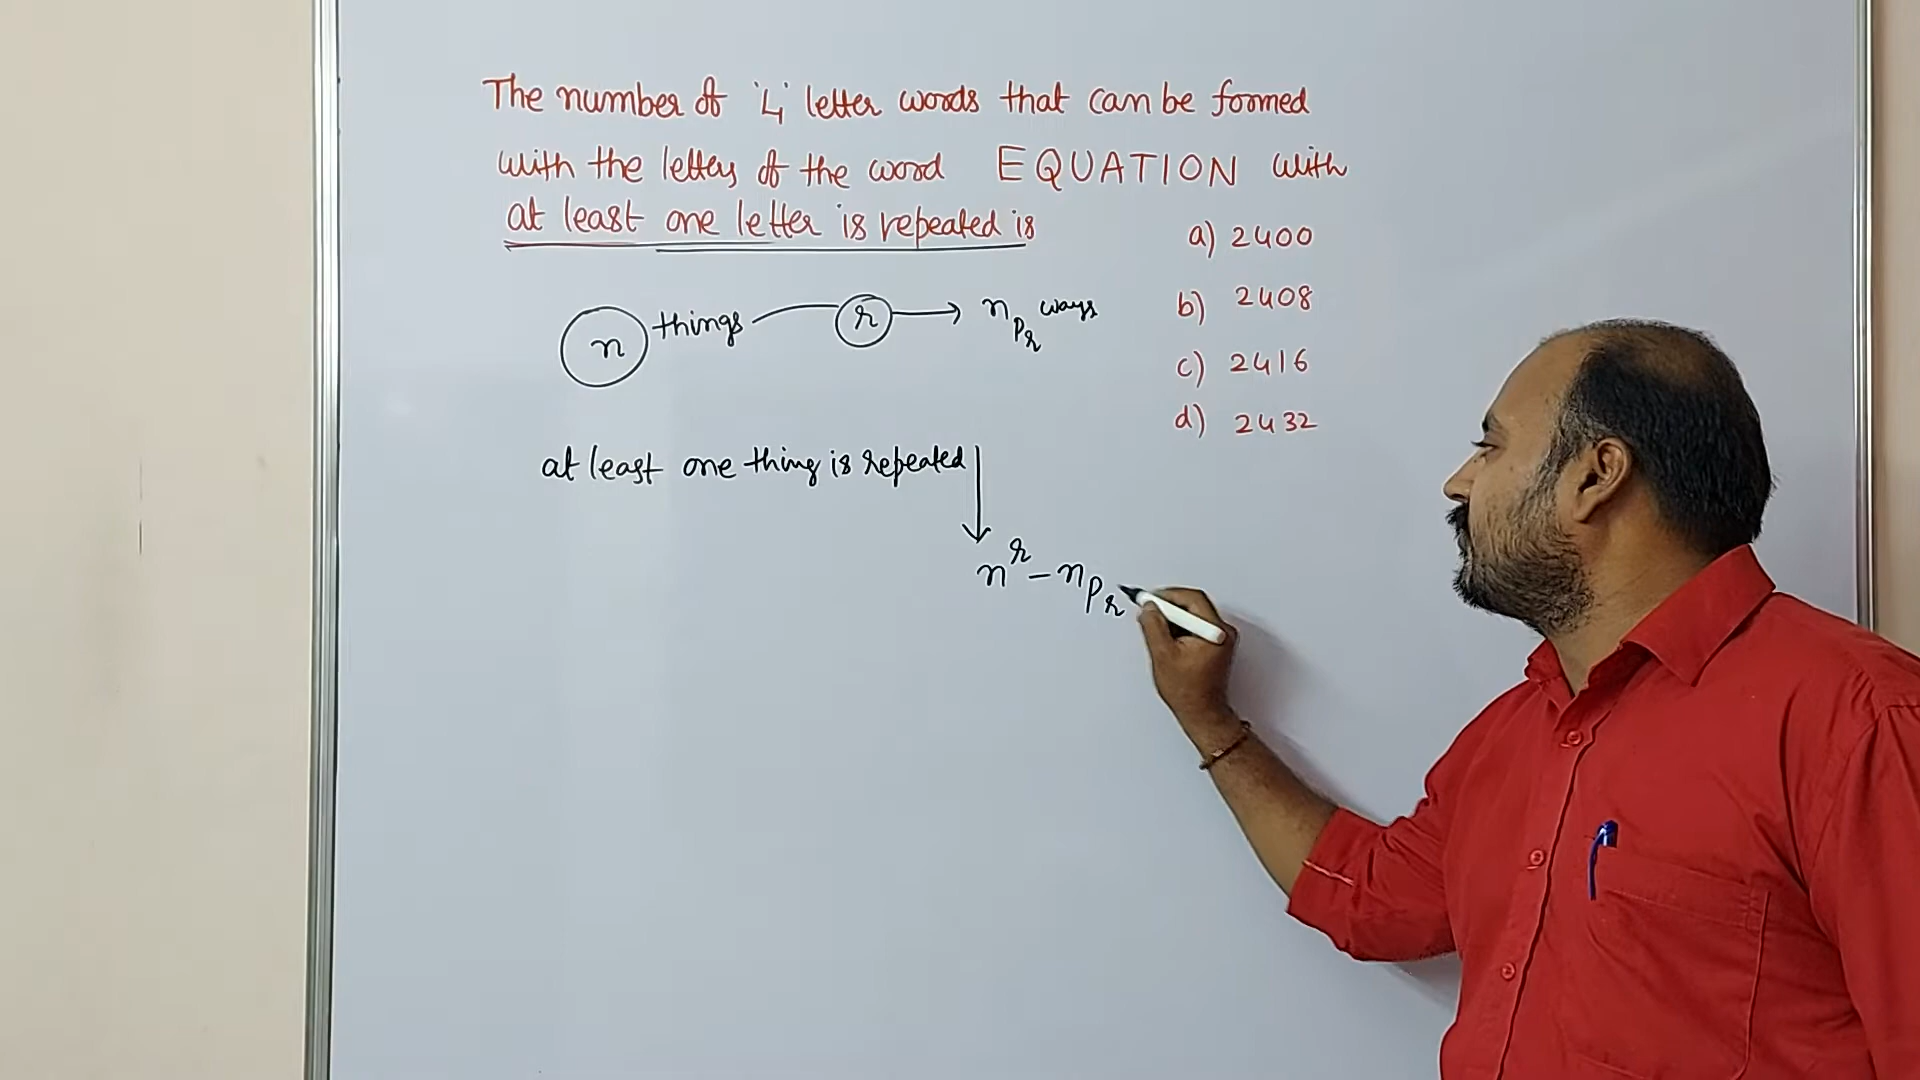 The number of '4' letter words that can be formed
with the letters of the word EQUATION with
at least one letter is repeated is
a) 2400
b) 2408
c) 2416
d) 2432
n things r → nPr ways
at least one thing is repeated
n^r - nPr